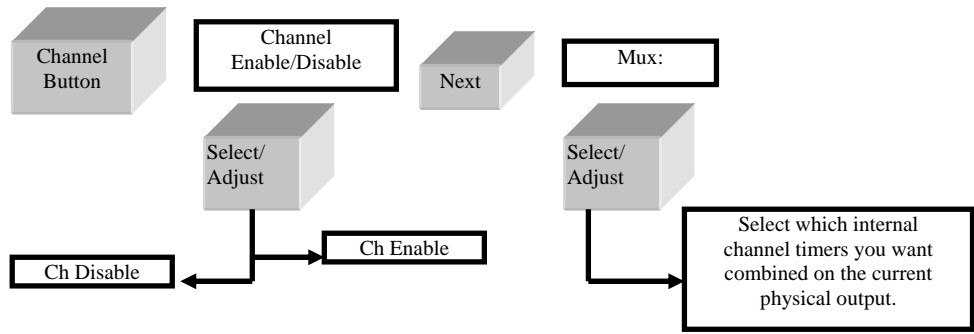 Channel
Button
Channel
Enable/Disable
Next
Mux:
Select/
Adjust
Select/
Adjust
Ch Enable
Ch Disable
Select which internal
channel timers you want
combined on the current
physical output.